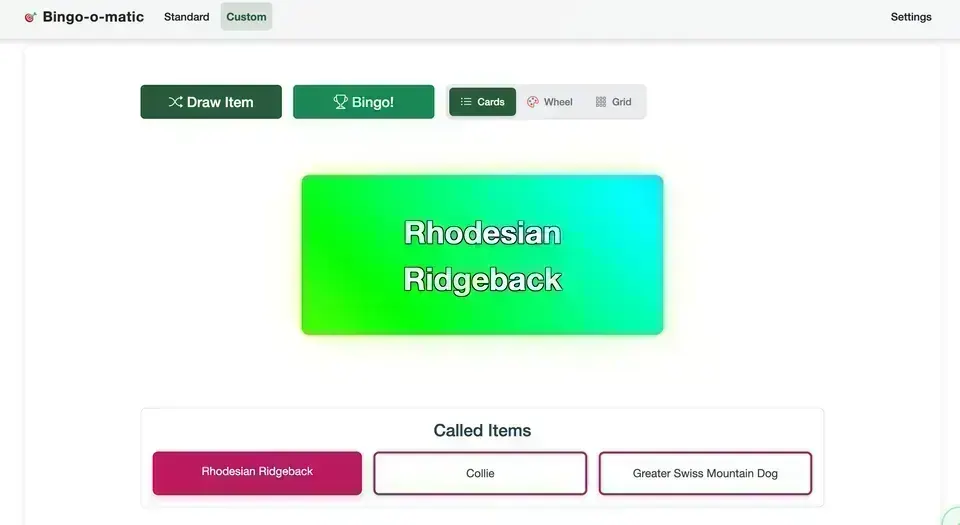 Bingo-o-matic
Standard
Custom
Settings
Draw Item
Bingo!
Cards
Wheel
Grid
Rhodesian
Ridgeback
Called Items
Rhodesian Ridgeback
Collie
Greater Swiss Mountain Dog